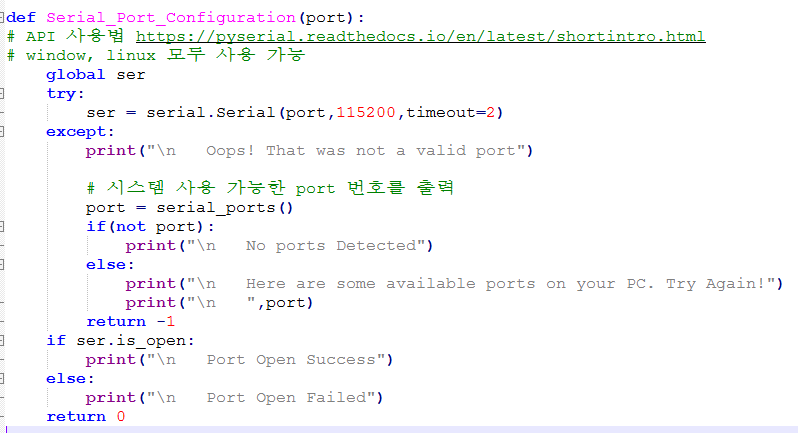 def Serial_Port_Configuration(port):
# API 사용법 https://pyserial.readthedocs.io/en/latest/shortintro.html
# window, linux 모두 사용 가능
    global ser
    try:
        ser = serial.Serial(port,115200,timeout=2)
    except:
        print("\n   Oops! That was not a valid port")

        # 시스템 사용 가능한 port 번호를 출력
        port = serial_ports()
        if(not port):
            print("\n   No ports Detected")
        else:
            print("\n   Here are some available ports on your PC. Try Again!")
            print("\n   ",port)
        return -1
    if ser.is_open:
        print("\n   Port Open Success")
    else:
        print("\n   Port Open Failed")
    return 0